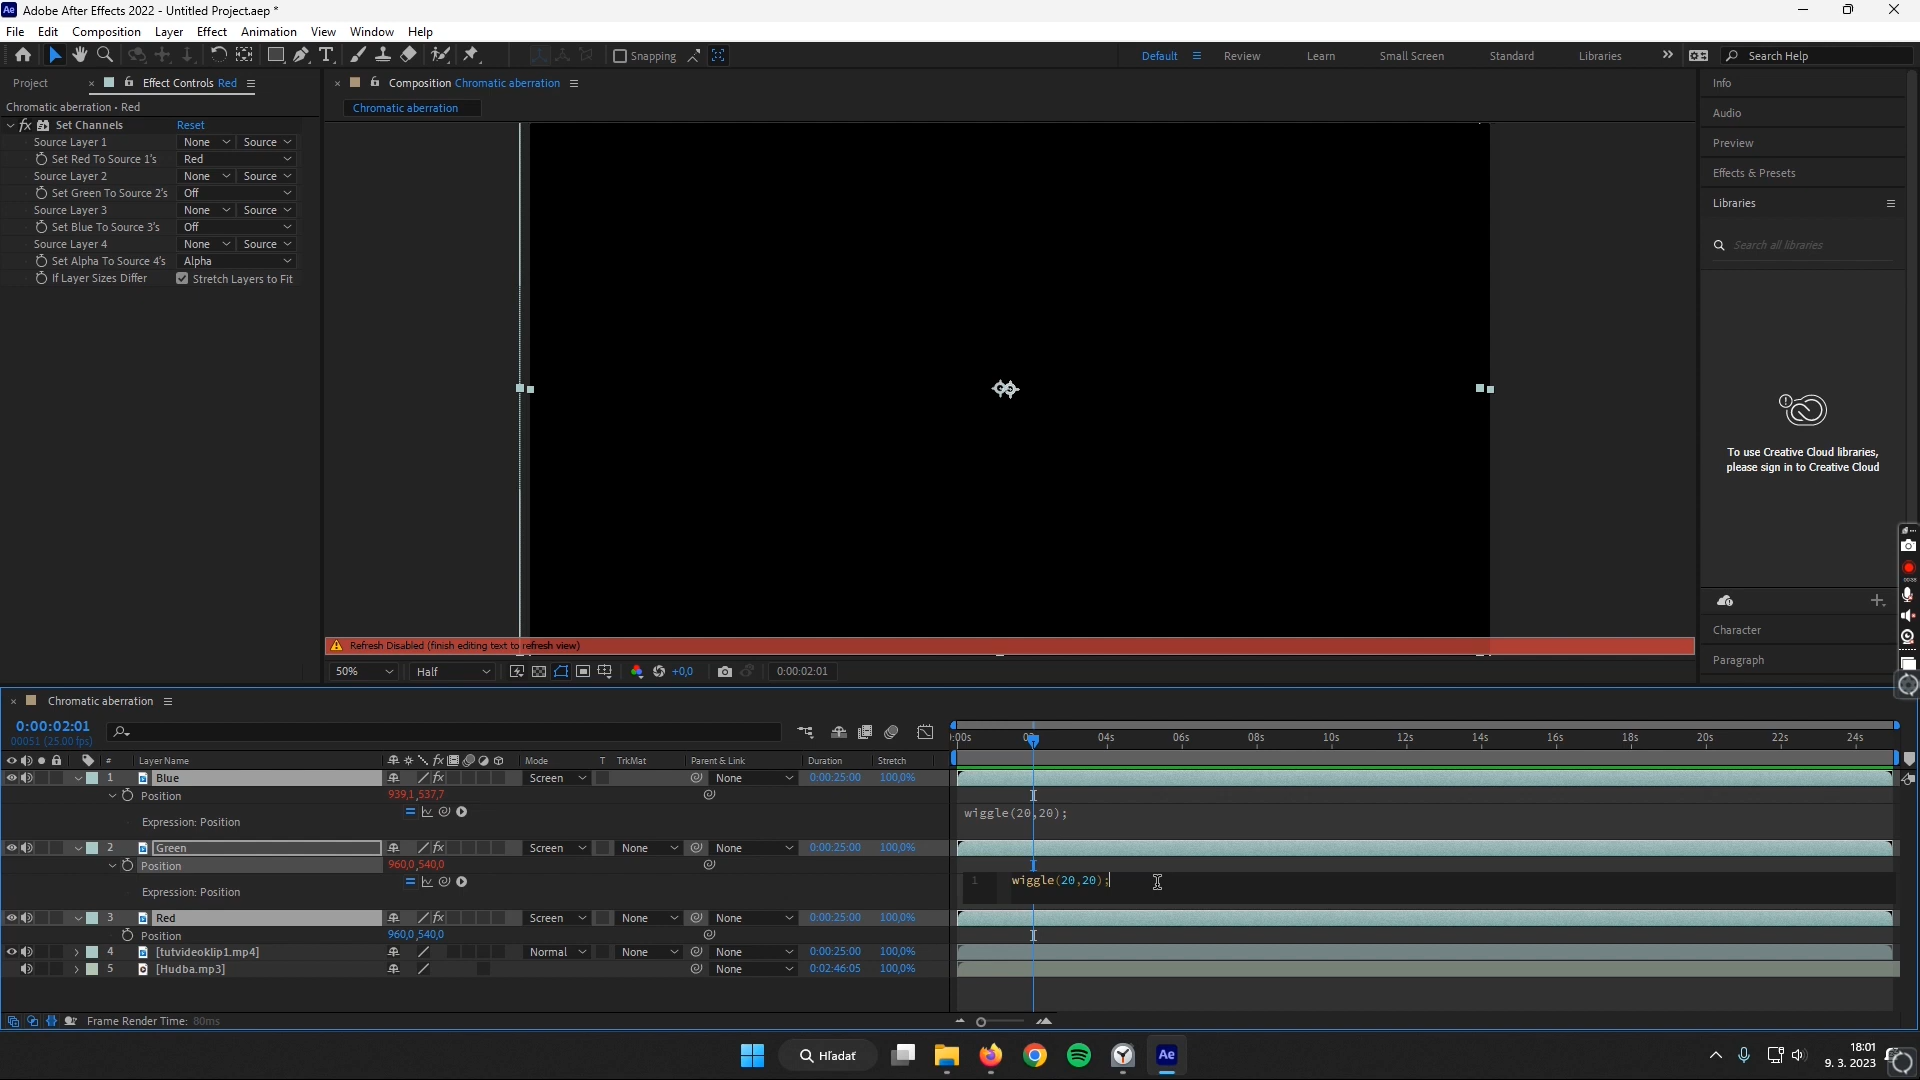 Adobe After Effects 2022 - Untitled Project.aep *
File Edit Composition Layer Effect Animation View Window Help
Snapping
Default Review Learn Small Screen Standard Libraries Search Help
Project Effect Controls Red
Chromatic aberration • Red
fx Set Channels Reset
Source Layer 1 None Source
Set Red To Source 1's Red
Source Layer 2 None Source
Set Green To Source 2's Off
Source Layer 3 None Source
Set Blue To Source 3's Off
Source Layer 4 None Source
Set Alpha To Source 4's Alpha
If Layer Sizes Differ Stretch Layers to Fit
Composition Chromatic aberration
Chromatic aberration
Refresh Disabled (finish editing text to refresh view)
50% Half +0,0 0:00:02:01
Info
Audio
Preview
Effects & Presets
Libraries
Search all libraries
To use Creative Cloud libraries,
please sign in to Creative Cloud
Character
Paragraph
Chromatic aberration
0:00:02:01
00051 (25.00 fps)
:00s 04s 06s 08s 10s 12s 14s 16s 18s 20s 22s 24s
# Layer Name fx Mode T TrkMat Parent & Link Duration Stretch
1 Blue fx Screen None 0:00:25:00 100,0%
Position 939,1,537,7
Expression: Position wiggle(20,20);
2 Green fx Screen None None 0:00:25:00 100,0%
Position 960,0,540,0
Expression: Position 1 wiggle(20,20);
3 Red fx Screen None None 0:00:25:00 100,0%
Position 960,0,540,0
4 [tutvideoklip1.mp4] Normal None None 0:00:25:00 100,0%
5 [Hudba.mp3] None 0:02:46:05 100,0%
Frame Render Time: 80ms
Hľadať
Ae
18:01
9. 3. 2023